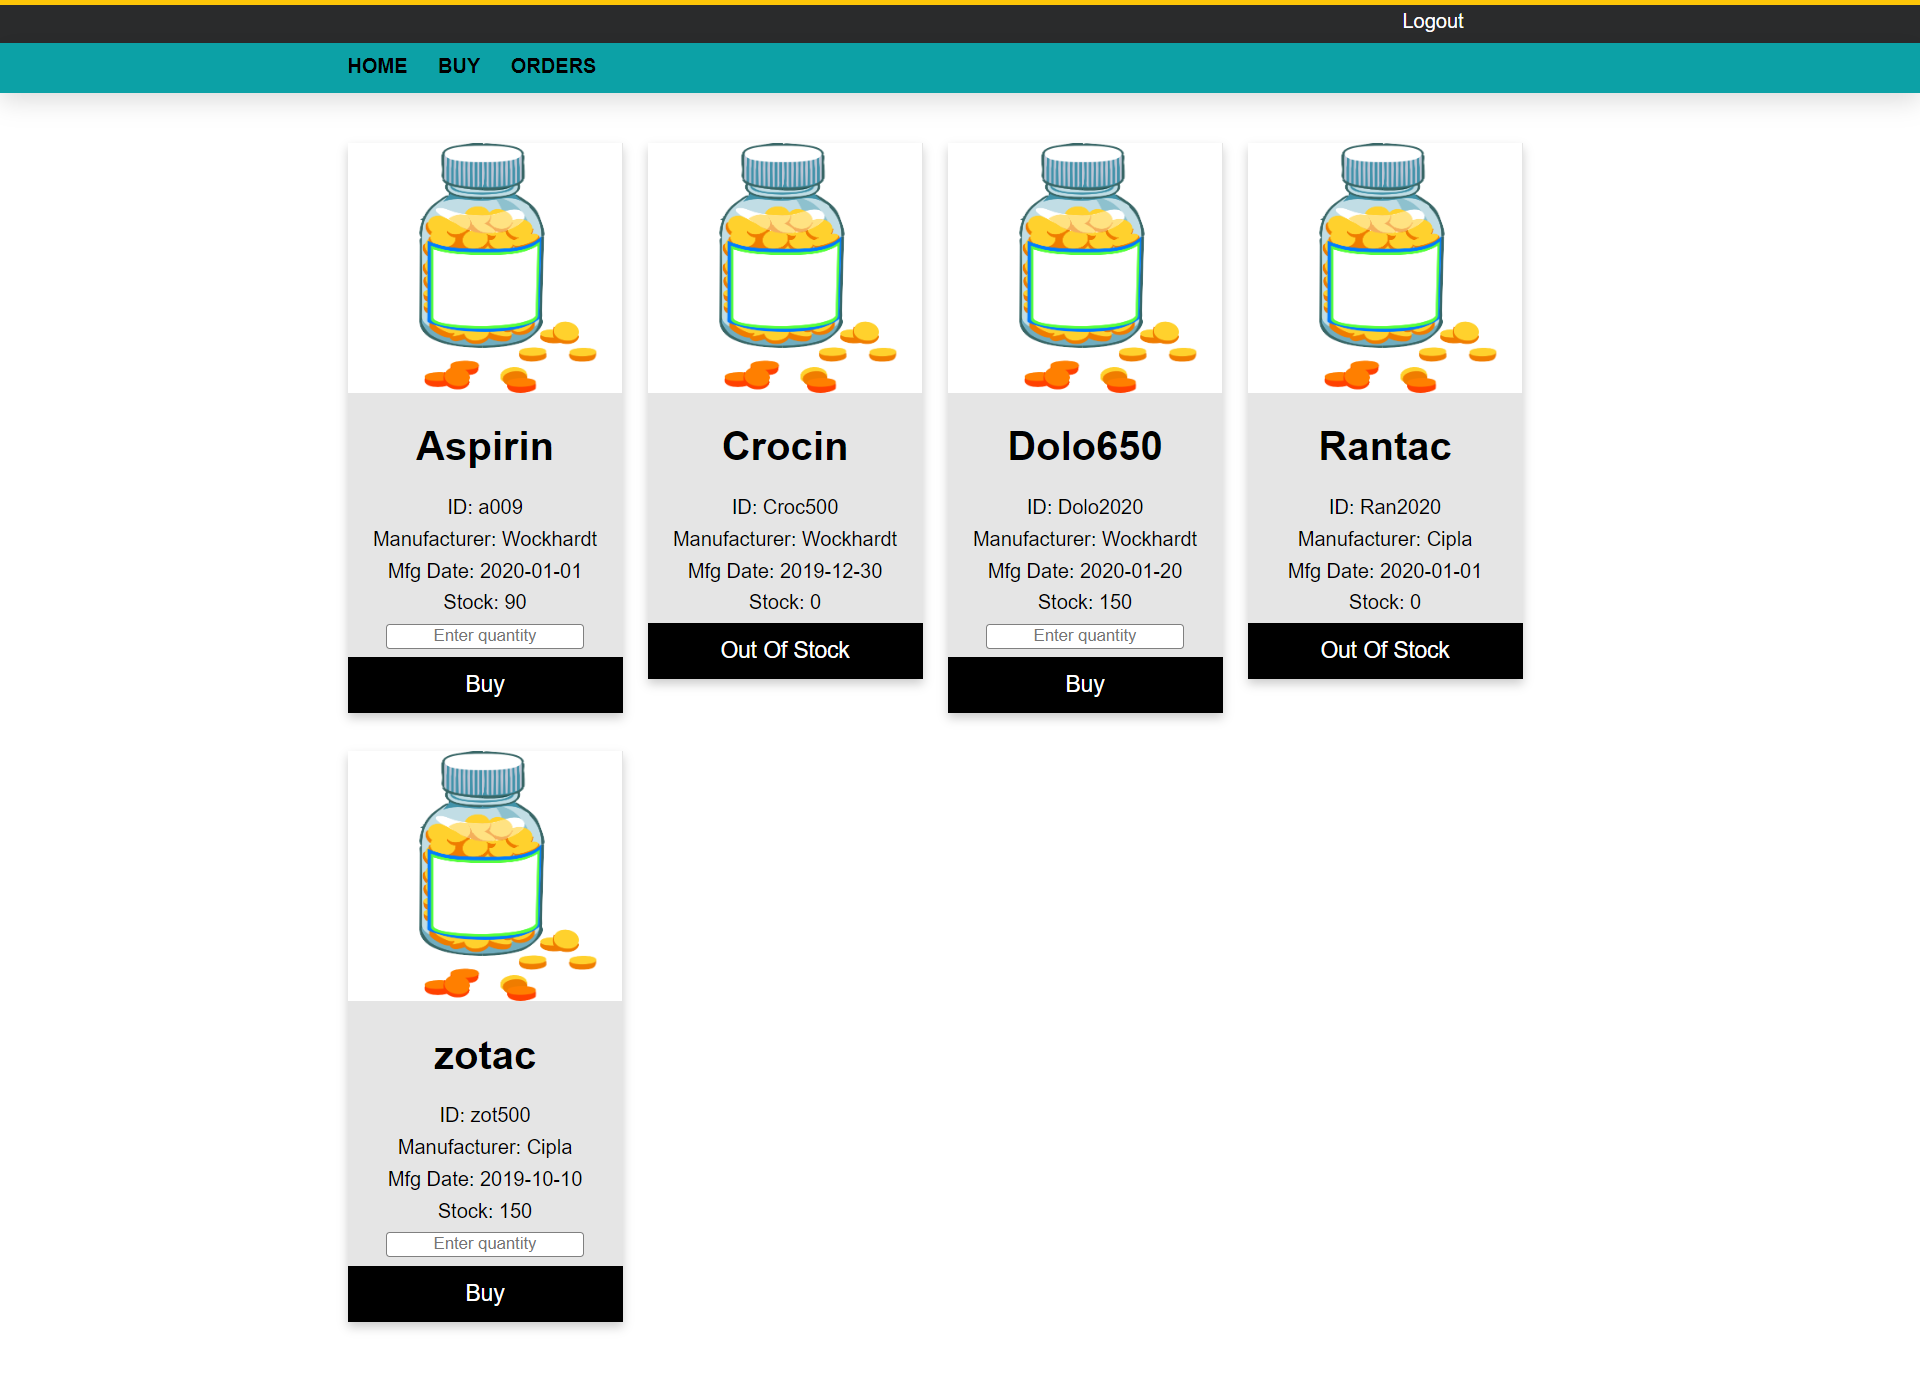 Logout
HOME BUY ORDERS
Aspirin
ID: a009
Manufacturer: Wockhardt
Mfg Date: 2020-01-01
Stock: 90
Enter quantity
Buy
Crocin
ID: Croc500
Manufacturer: Wockhardt
Mfg Date: 2019-12-30
Stock: 0
Out Of Stock
Dolo650
ID: Dolo2020
Manufacturer: Wockhardt
Mfg Date: 2020-01-20
Stock: 150
Enter quantity
Buy
Rantac
ID: Ran2020
Manufacturer: Cipla
Mfg Date: 2020-01-01
Stock: 0
Out Of Stock
zotac
ID: zot500
Manufacturer: Cipla
Mfg Date: 2019-10-10
Stock: 150
Enter quantity
Buy